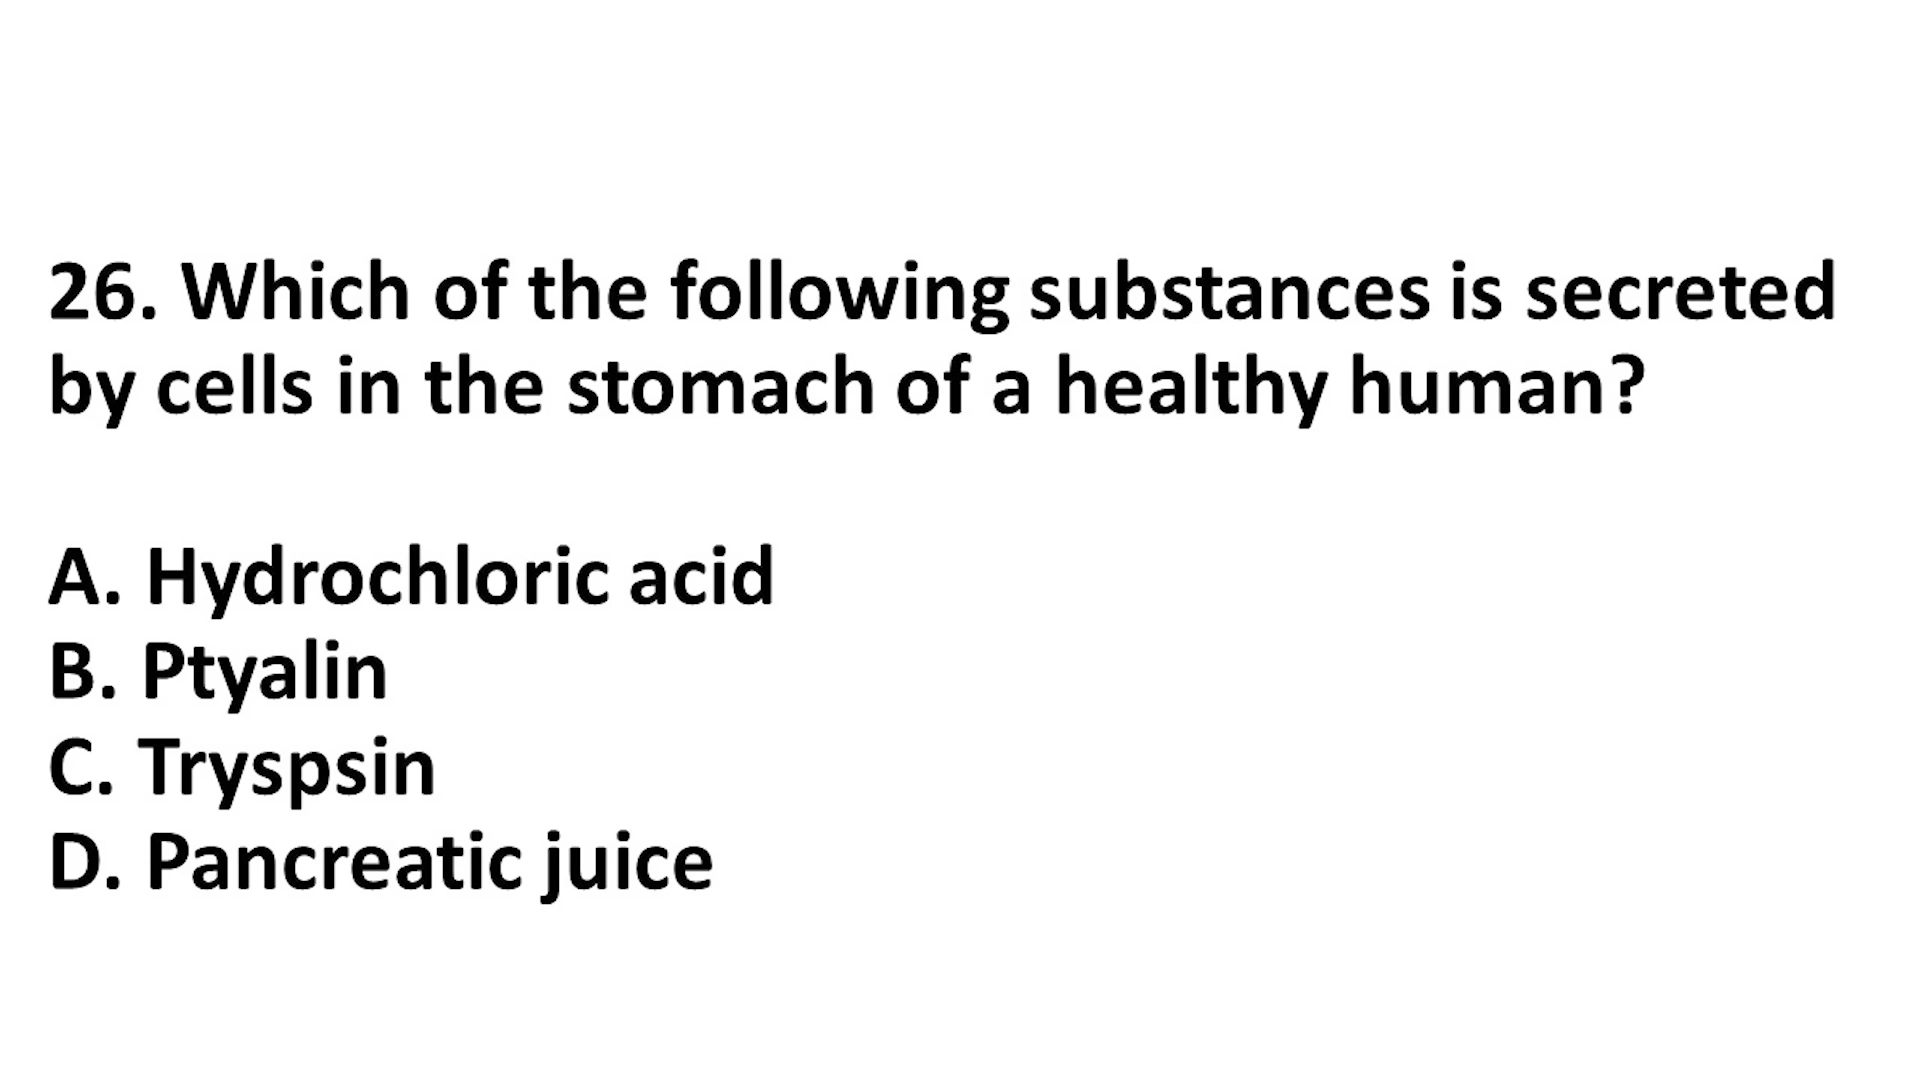 26. Which of the following substances is secreted
by cells in the stomach of a healthy human?
A. Hydrochloric acid
B. Ptyalin
C. Tryspsin
D. Pancreatic juice